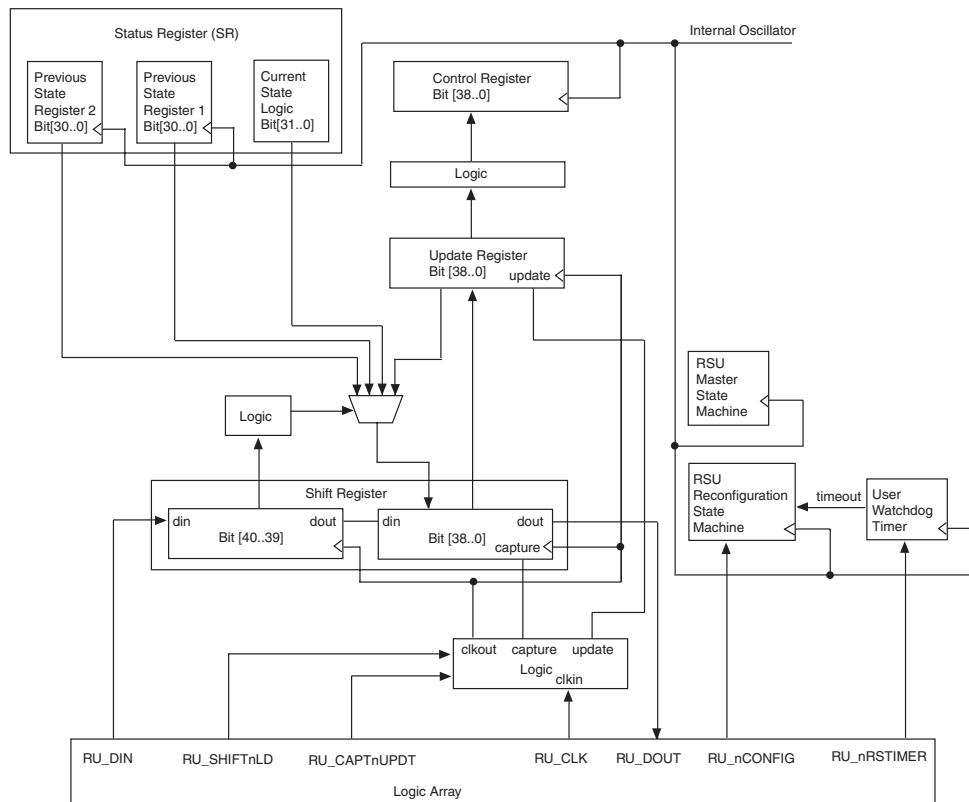 Status Register (SR)
Internal Oscillator
Previous
State
Register 2
Bit[30..0]
Previous
State
Register 1
Bit[30..0]
Current
State
Logic
Bit[31..0]
Control Register
Bit [38..0]
Logic
Update Register
Bit [38..0]
update
RSU
Master
State
Machine
Logic
Shift Register
din
dout
Bit [40..39]
din
dout
Bit [38..0]
capture
RSU
Reconfiguration
State
Machine
timeout
User
Watchdog
Timer
clkout
capture
update
Logic
clkin
RU_DIN
RU_SHIFTnLD
RU_CAPTnUPDT
RU_CLK
RU_DOUT
RU_nCONFIG
RU_nRSTIMER
Logic Array